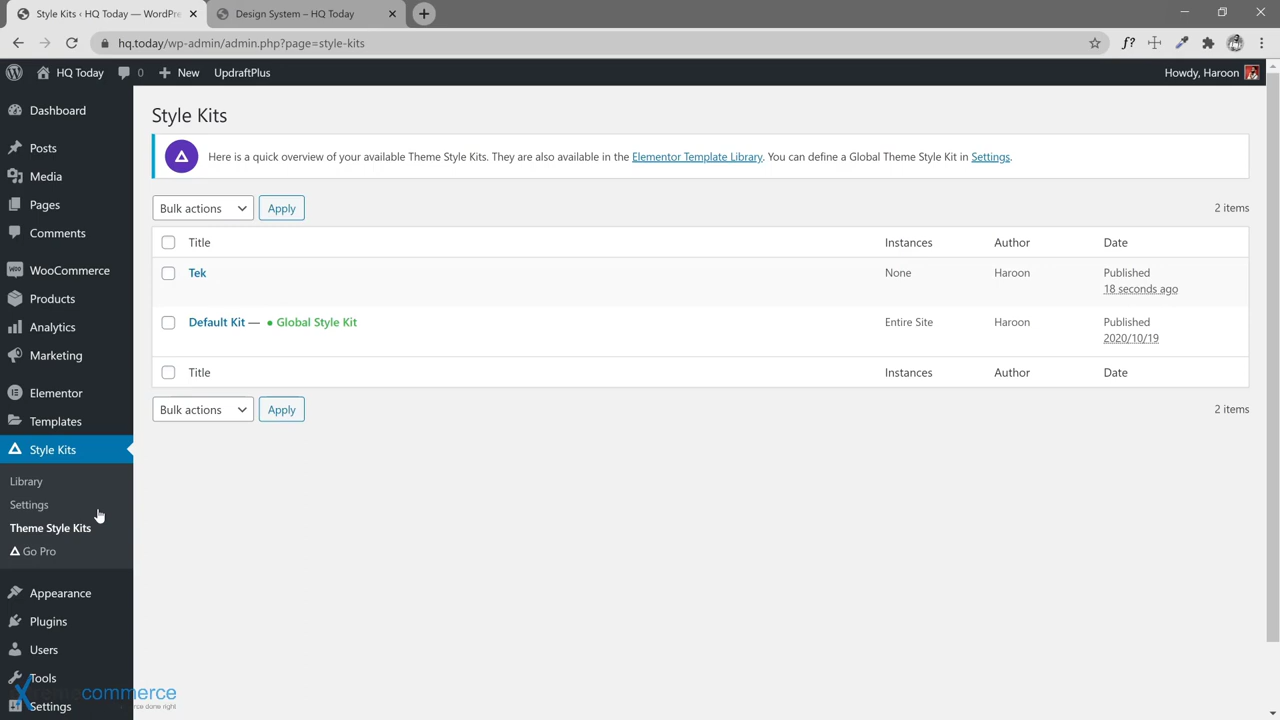 Style Kits ‹ HQ Today — WordPre
Design System – HQ Today
hq.today/wp-admin/admin.php?page=style-kits
f?
HQ Today
0
New
UpdraftPlus
Howdy, Haroon
Dashboard
Posts
Media
Pages
Comments
WooCommerce
Products
Analytics
Marketing
Elementor
Templates
Style Kits
Library
Settings
Theme Style Kits
Go Pro
Appearance
Plugins
Users
Tools
Settings
Style Kits
Here is a quick overview of your available Theme Style Kits. They are also available in the Elementor Template Library. You can define a Global Theme Style Kit in Settings.
Bulk actions
Apply
2 items
Title Instances Author Date
Tek None Haroon Published
18 seconds ago
Default Kit — ● Global Style Kit Entire Site Haroon Published
2020/10/19
Title Instances Author Date
Bulk actions
Apply
2 items
commerce
done right